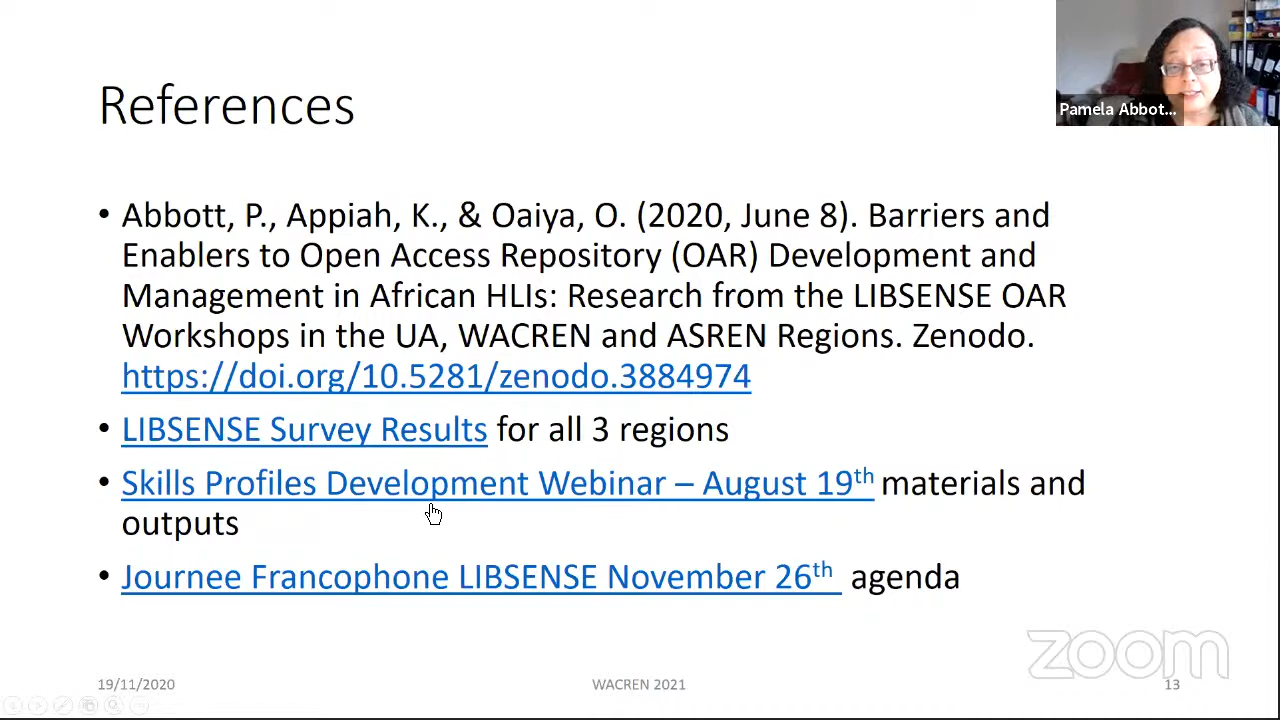 Pamela Abbot...
References
• Abbott, P., Appiah, K., & Oaiya, O. (2020, June 8). Barriers and
Enablers to Open Access Repository (OAR) Development and
Management in African HLIs: Research from the LIBSENSE OAR
Workshops in the UA, WACREN and ASREN Regions. Zenodo.
https://doi.org/10.5281/zenodo.3884974
• LIBSENSE Survey Results for all 3 regions
• Skills Profiles Development Webinar – August 19th materials and
outputs
• Journee Francophone LIBSENSE November 26th agenda
zoom
19/11/2020 WACREN 2021 13